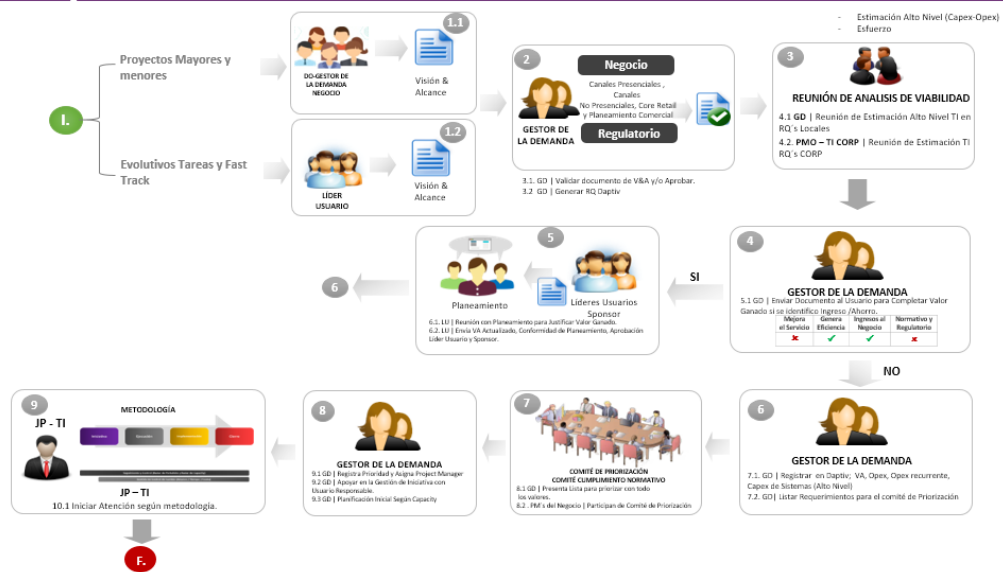 - Estimación Alto Nivel (Capex-Opex)
- Esfuerzo
I.
Proyectos Mayores y
menores
Evolutivos Tareas y Fast
Track
1.1
DO-GESTOR DE
LA DEMANDA
NEGOCIO
Visión &
Alcance
1.2
LÍDER
USUARIO
Visión &
Alcance
2
GESTOR DE
LA DEMANDA
Negocio
Canales Presenciales ,
Canales
No Presenciales, Core Retail
y Planeamiento Comercial
Regulatorio
3.1. GD | Validar documento de V&A y/o Aprobar.
3.2 GD | Generar RQ Daptiv
3
REUNIÓN DE ANALISIS DE VIABILIDAD
4.1 GD | Reunión de Estimación Alto Nivel TI en
RQ´s Locales
4.2. PMO – TI CORP | Reunión de Estimación TI
RQ´s CORP
4
GESTOR DE LA DEMANDA
5.1 GD | Enviar Documento al Usuario para Completar Valor
Ganado si se identifico Ingreso /Ahorro.
Mejora
el Servicio
Genera
Eficiencia
Ingresos al
Negocio
Normativo y
Regulatorio
SI
NO
5
Planeamiento
Líderes Usuarios
Sponsor
6.1. LU | Reunión con Planeamiento para Justificar Valor Ganado.
6.2. LU | Envía VA Actualizado, Conformidad de Planeamiento, Aprobación
Líder Usuario y Sponsor.
6
6
GESTOR DE LA DEMANDA
7.1. GD | Registrar en Daptiv; VA, Opex, Opex recurrente,
Capex de Sistemas (Alto Nivel)
7.2. GD| Listar Requerimientos para el comité de Priorización
7
COMITÉ DE PRIORIZACIÓN
COMITÉ CUMPLIMIENTO NORMATIVO
8.1 GD | Presenta Lista para priorizar con todo
los valores.
8.2 . PM´s del Negocio | Participan de Comité de Priorización
8
GESTOR DE LA DEMANDA
9.1 GD | Registra Prioridad y Asigna Project Manager
9.2 GD | Apoyar en la Gestión de Iniciativa con
Usuario Responsable.
9.3 GD | Planificación Inicial Según Capacity
9
METODOLOGÍA
JP - TI
JP – TI
10.1 Iniciar Atención según metodología.
F.